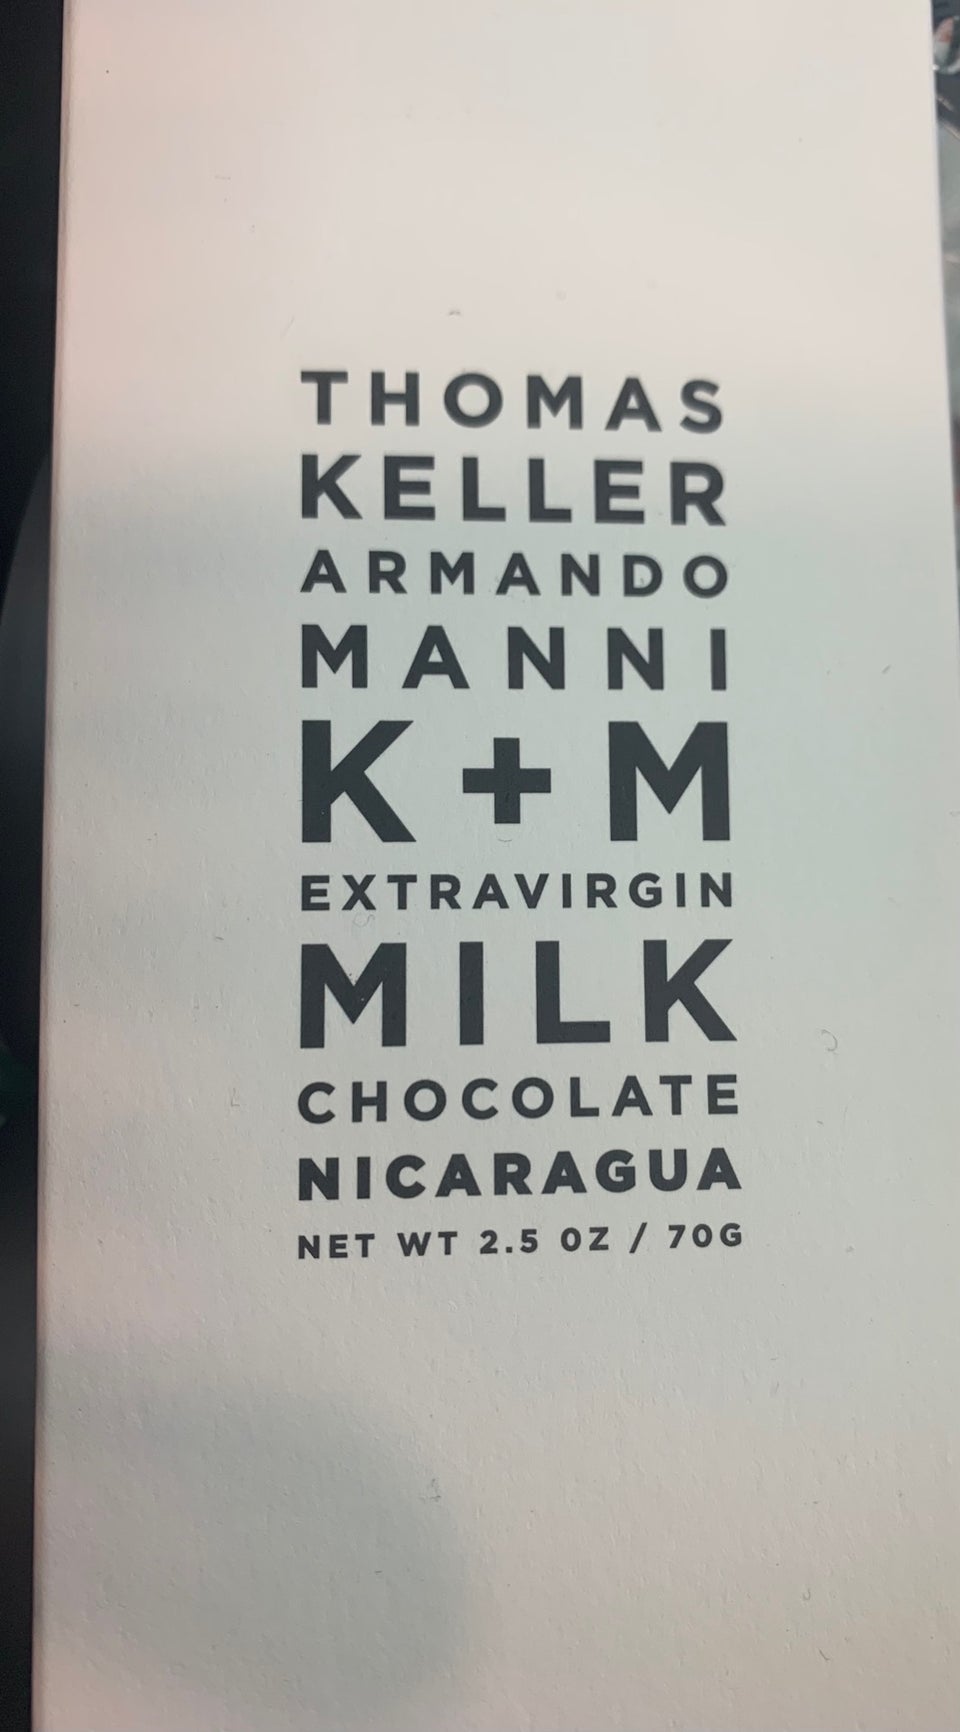 THOMAS
KELLER
ARMANDO
MANNI
K + M
EXTRAVIRGIN
MILK
CHOCOLATE
NICARAGUA
NET WT 2.5 OZ / 70G